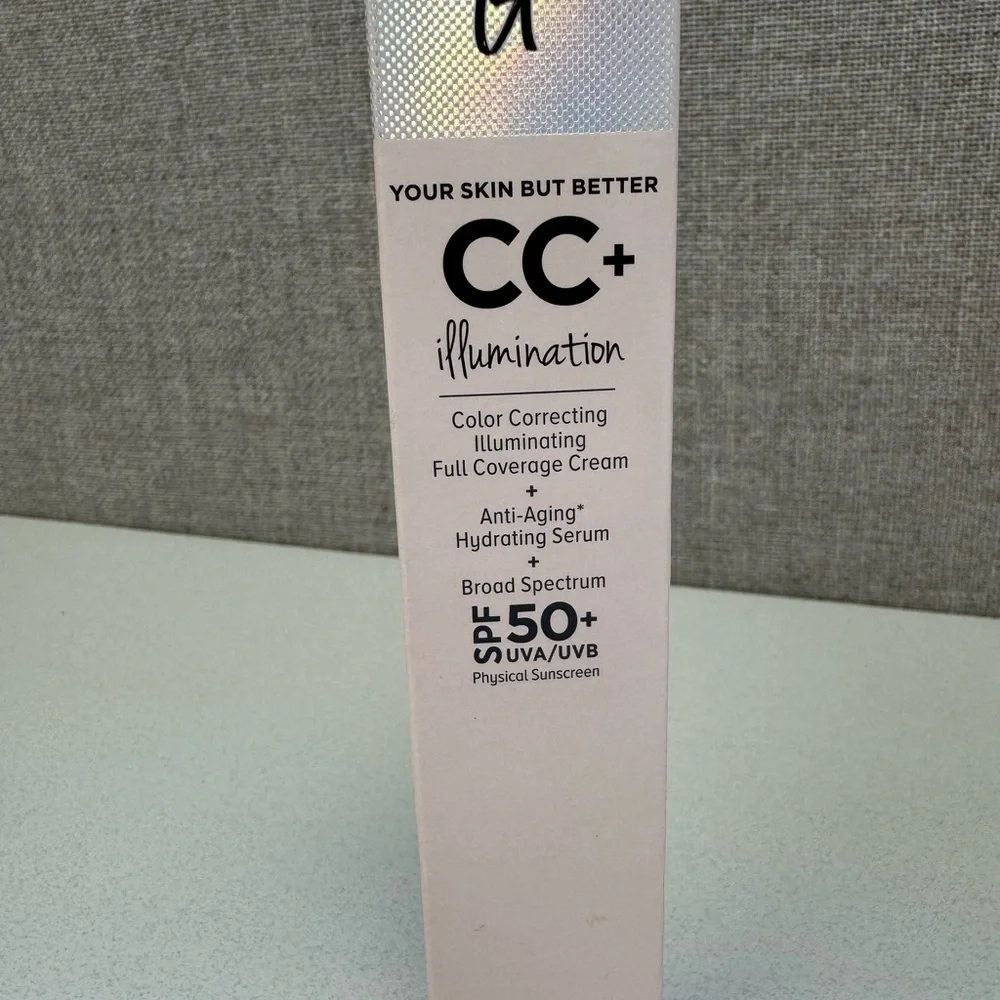 YOUR SKIN BUT BETTER
CC+
illumination
Color Correcting
Illuminating
Full Coverage Cream
+
Anti-Aging*
Hydrating Serum
+
Broad Spectrum
SPF 50+
UVA/UVB
Physical Sunscreen